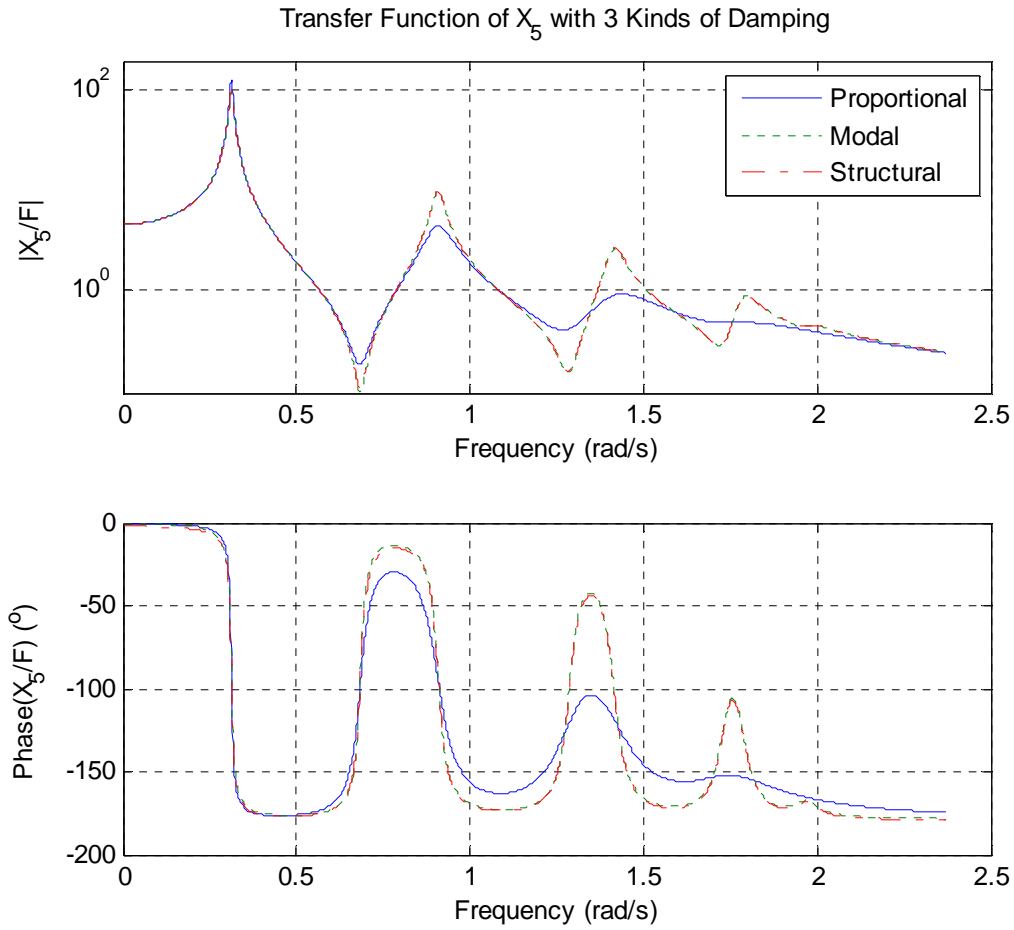 Transfer Function of X5 with 3 Kinds of Damping
10^2
10^0
|X5/F|
Proportional
Modal
Structural
0 0.5 1 1.5 2 2.5
Frequency (rad/s)
0
-50
-100
-150
-200
Phase(X5/F) (°)
0 0.5 1 1.5 2 2.5
Frequency (rad/s)